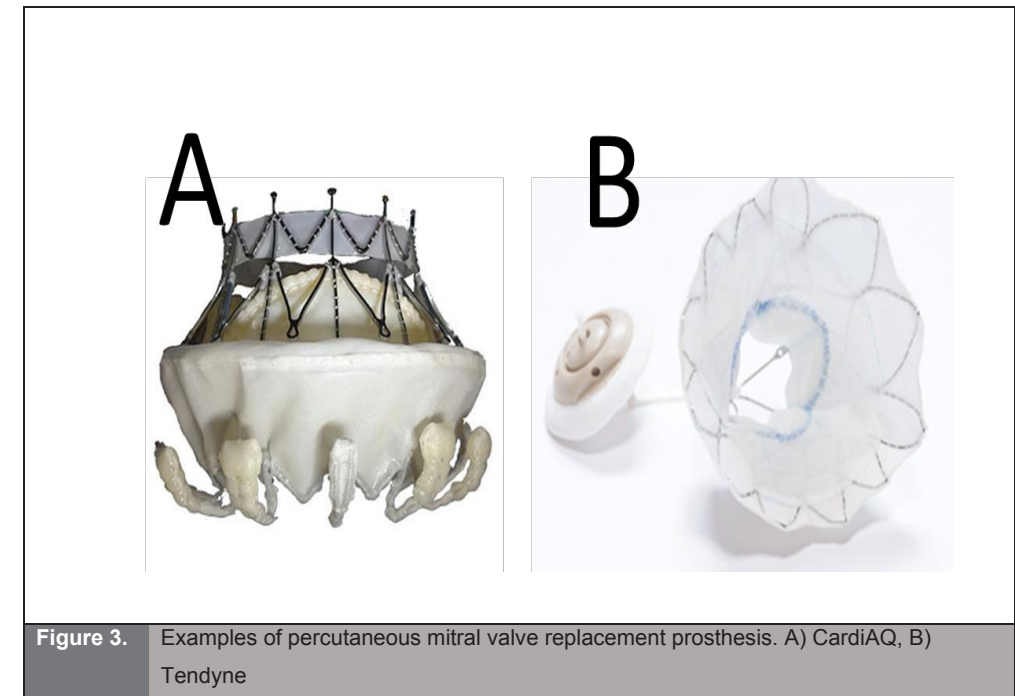 A
B
Figure 3.
Examples of percutaneous mitral valve replacement prosthesis. A) CardiAQ, B)
Tendyne